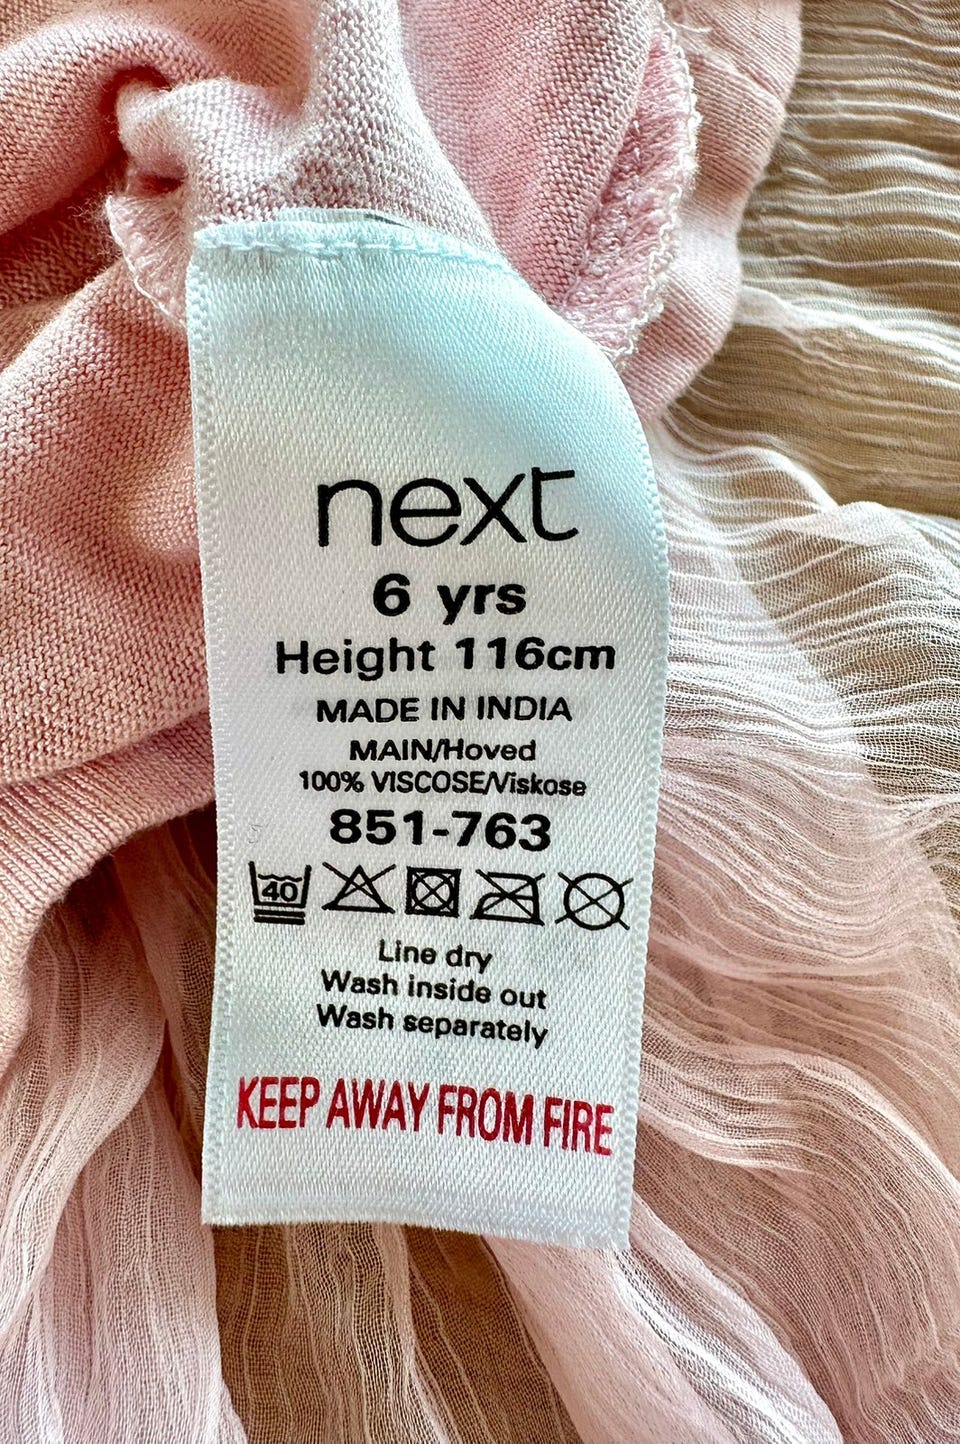 next
6 yrs
Height 116cm
MADE IN INDIA
MAIN/Hoved
100% VISCOSE/Viskose
851-763
40
Line dry
Wash inside out
Wash separately
KEEP AWAY FROM FIRE